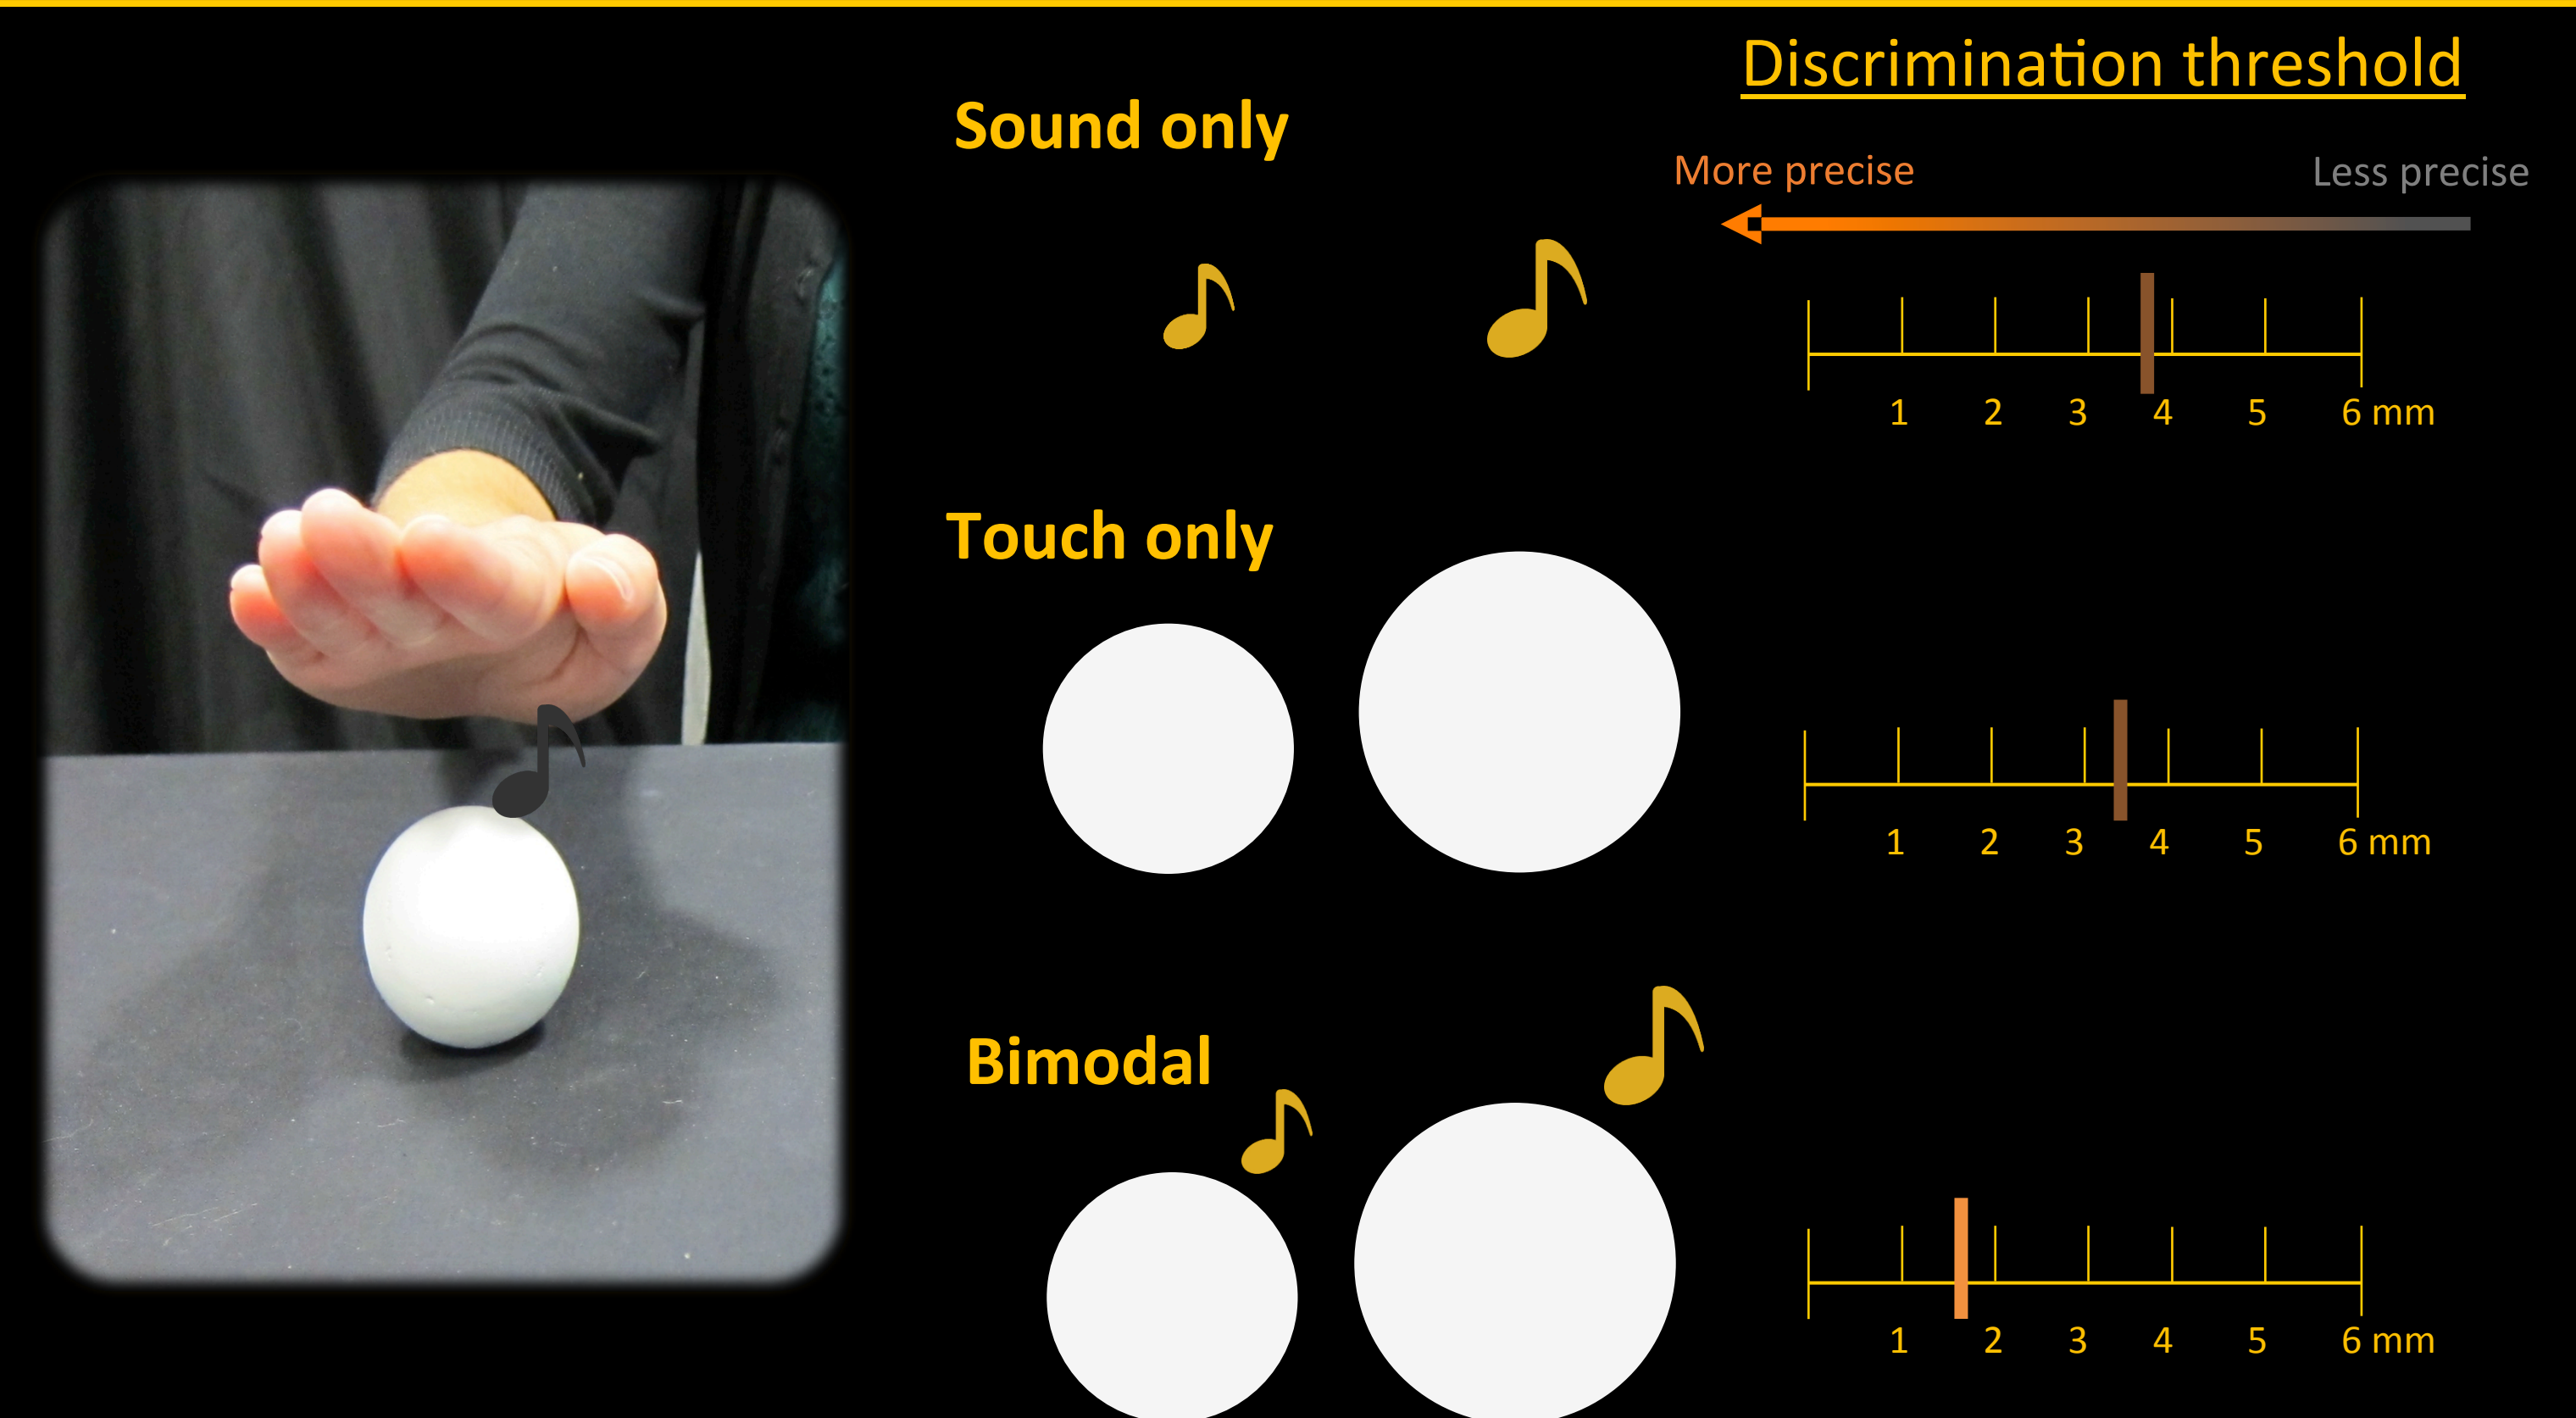 Discrimination threshold
Sound only
More precise
Less precise
1 2 3 4 5 6 mm
Touch only
1 2 3 4 5 6 mm
Bimodal
1 2 3 4 5 6 mm